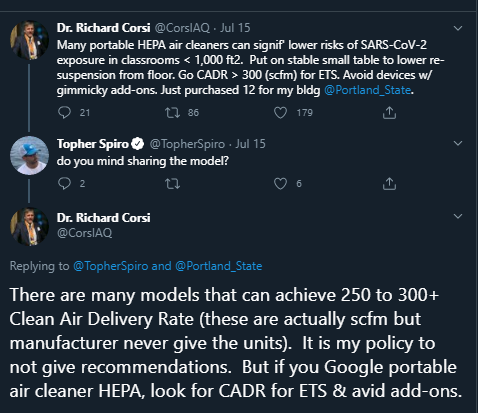 Dr. Richard Corsi @CorsIAQ · Jul 15
Many portable HEPA air cleaners can signif' lower risks of SARS-CoV-2
exposure in classrooms < 1,000 ft2. Put on stable small table to lower re-
suspension from floor. Go CADR > 300 (scfm) for ETS. Avoid devices w/
gimmicky add-ons. Just purchased 12 for my bldg @Portland_State.
21 86 179
Topher Spiro @TopherSpiro · Jul 15
do you mind sharing the model?
2 6
Dr. Richard Corsi
@CorsIAQ
Replying to @TopherSpiro and @Portland_State
There are many models that can achieve 250 to 300+
Clean Air Delivery Rate (these are actually scfm but
manufacturer never give the units). It is my policy to
not give recommendations. But if you Google portable
air cleaner HEPA, look for CADR for ETS & avid add-ons.